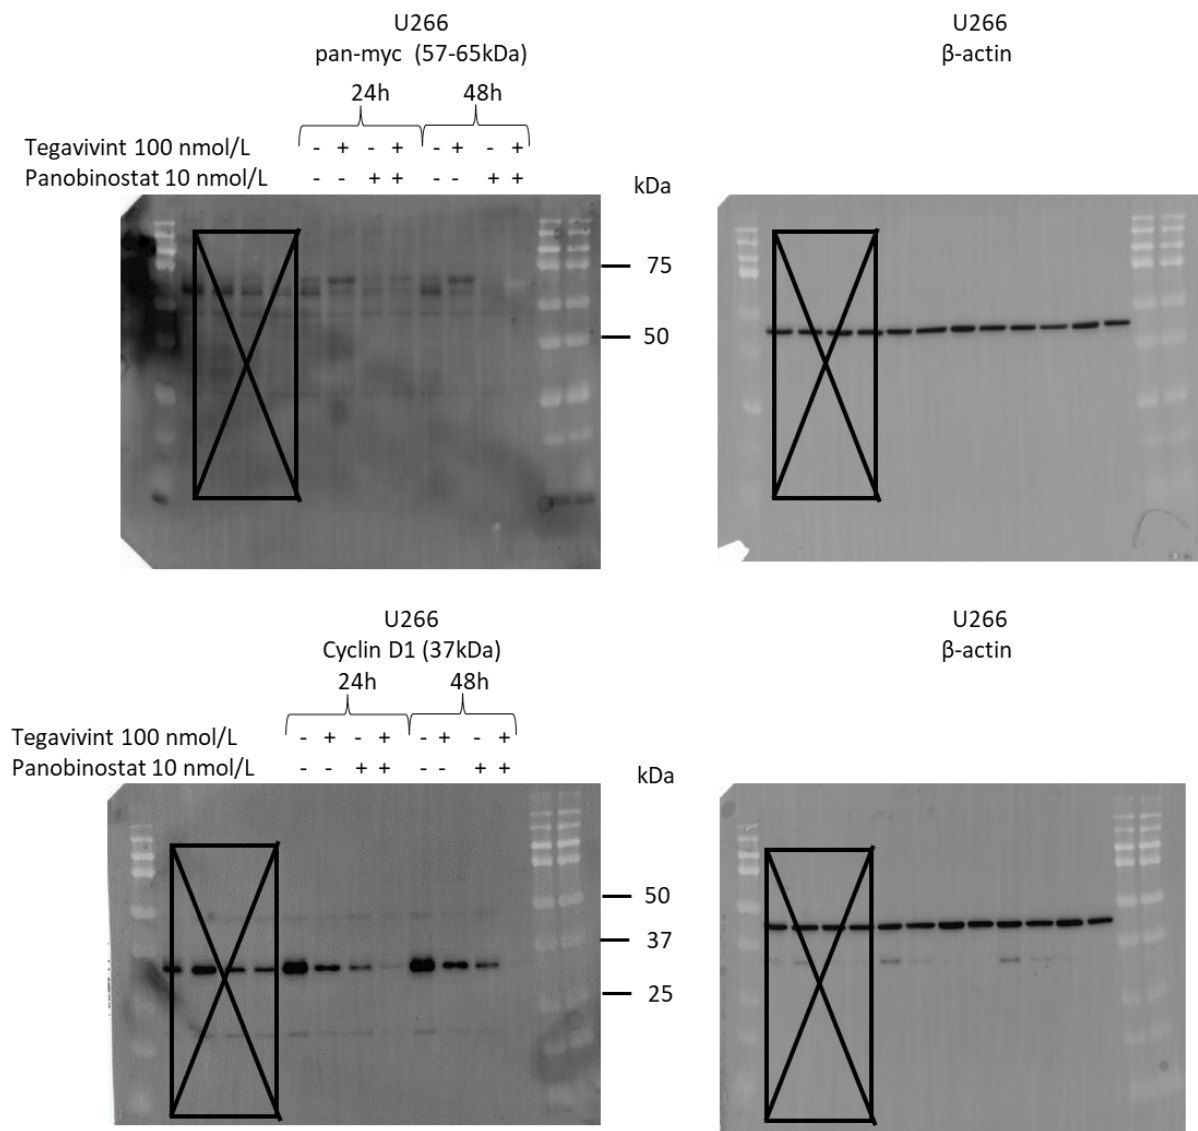 U266
pan-myc (57-65kDa)
24h 48h
Tegavivint 100 nmol/L - + - + - + - +
Panobinostat 10 nmol/L - - + + - - + +
kDa
75
50
U266
β-actin
U266
Cyclin D1 (37kDa)
24h 48h
Tegavivint 100 nmol/L - + - + - + - +
Panobinostat 10 nmol/L - - + + - - + +
kDa
50
37
25
U266
β-actin